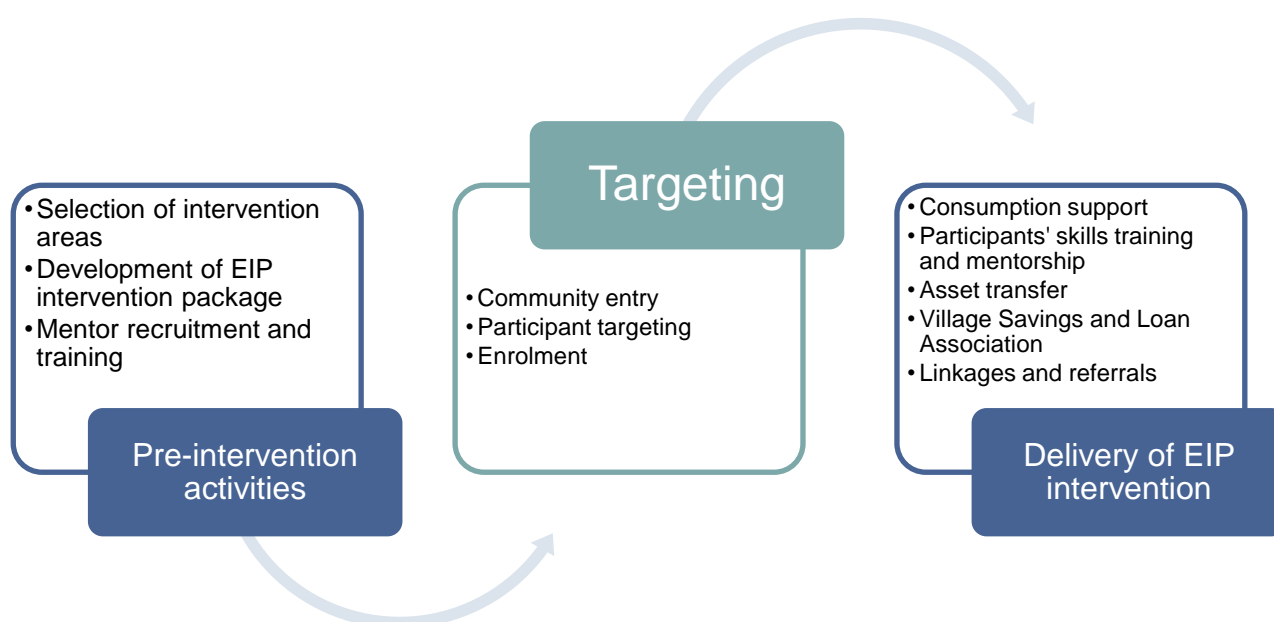 •Selection of intervention
areas
•Development of EIP
intervention package
•Mentor recruitment and
training
Pre-intervention
activities
Targeting
•Community entry
•Participant targeting
•Enrolment
•Consumption support
•Participants' skills training
and mentorship
•Asset transfer
•Village Savings and Loan
Association
•Linkages and referrals
Delivery of EIP
intervention